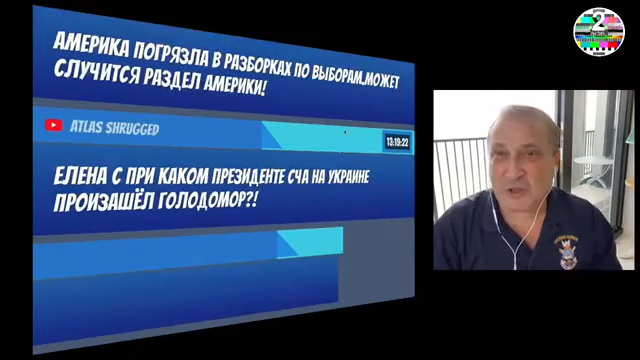 АМЕРИКА ПОГРЯЗЛА В РАЗБОРКАХ ПО ВЫБОРАМ.МОЖЕТ
СЛУЧИТСЯ РАЗДЕЛ АМЕРИКИ!
ATLAS SHRUGGED
13:19:22
ЕЛЕНА С ПРИ КАКОМ ПРЕЗИДЕНТЕ СЧА НА УКРАИНЕ
ПРОИЗАШЁЛ ГОЛОДОМОР?!
2